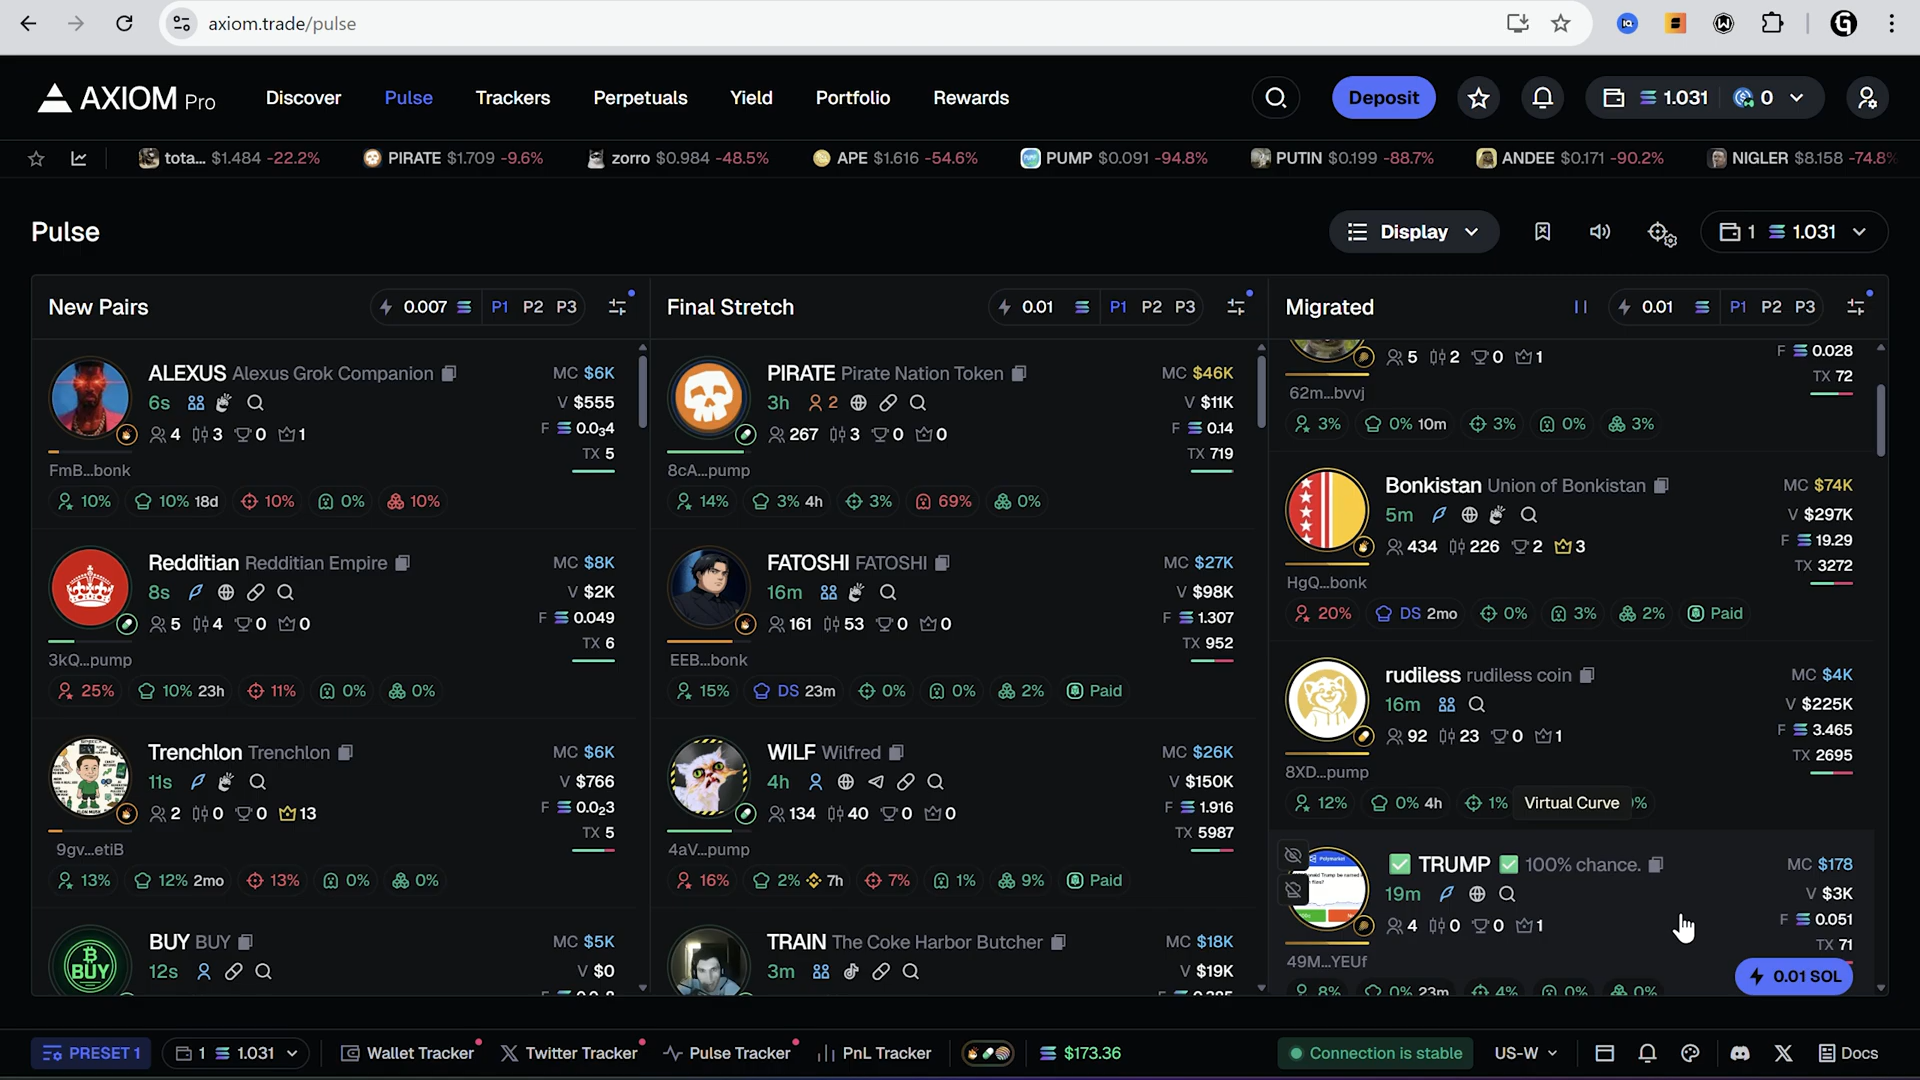 axiom.trade/pulse
AXIOM Pro
Discover
Pulse
Trackers
Perpetuals
Yield
Portfolio
Rewards
Deposit
1.031
0
tota... $1.484 -22.2%
PIRATE $1.709 -9.6%
zorro $0.984 -48.5%
APE $1.616 -54.6%
PUMP $0.091 -94.8%
PUTIN $0.199 -88.7%
ANDEE $0.171 -90.2%
NIGLER $8.158 -74.8%
Pulse
Display
1 1.031
New Pairs
0.007 P1 P2 P3
ALEXUS Alexus Grok Companion
MC $6K
6s
V $555
4 3 0 1
F 0.0₃4
TX 5
FmB...bonk
10% 10% 18d 10% 0% 10%
Redditian Redditian Empire
MC $8K
8s
V $2K
5 4 0 0
F 0.049
TX 6
3kQ...pump
25% 10% 23h 11% 0% 0%
Trenchlon Trenchlon
MC $6K
11s
V $766
2 0 0 13
F 0.0₂3
TX 5
9gv...etiB
13% 12% 2mo 13% 0% 0%
BUY BUY
MC $5K
12s
V $0
BUY
Final Stretch
0.01 P1 P2 P3
PIRATE Pirate Nation Token
MC $46K
3h 2
V $11K
267 3 0 0
F 0.14
TX 719
8cA...pump
14% 3% 4h 3% 69% 0%
FATOSHI FATOSHI
MC $27K
16m
V $98K
161 53 0 0
F 1.307
TX 952
EEB...bonk
15% DS 23m 0% 0% 2% Paid
WILF Wilfred
MC $26K
4h
V $150K
134 40 0 0
F 1.916
TX 5987
4aV...pump
16% 2% 7h 7% 1% 9% Paid
TRAIN The Coke Harbor Butcher
MC $18K
3m
V $19K
Migrated
0.01 P1 P2 P3
F 0.028
5 2 0 1
TX 72
62m...bvvj
3% 0% 10m 3% 0% 3%
Bonkistan Union of Bonkistan
MC $74K
5m
V $297K
434 226 2 3
F 19.29
TX 3272
HgQ...bonk
20% DS 2mo 0% 3% 2% Paid
rudiless rudiless coin
MC $4K
16m
V $225K
92 23 0 1
F 3.465
TX 2695
8XD...pump
12% 0% 4h 1% Virtual Curve %
✅ TRUMP ✅ 100% chance.
MC $178
19m
V $3K
4 0 0 1
F 0.051
TX 71
Polymarket
49M...YEUf
0.01 SOL
8% 0% 23m 4% 0% 0%
PRESET 1
1 1.031
Wallet Tracker
Twitter Tracker
Pulse Tracker
PnL Tracker
$173.36
Connection is stable
US-W
Docs